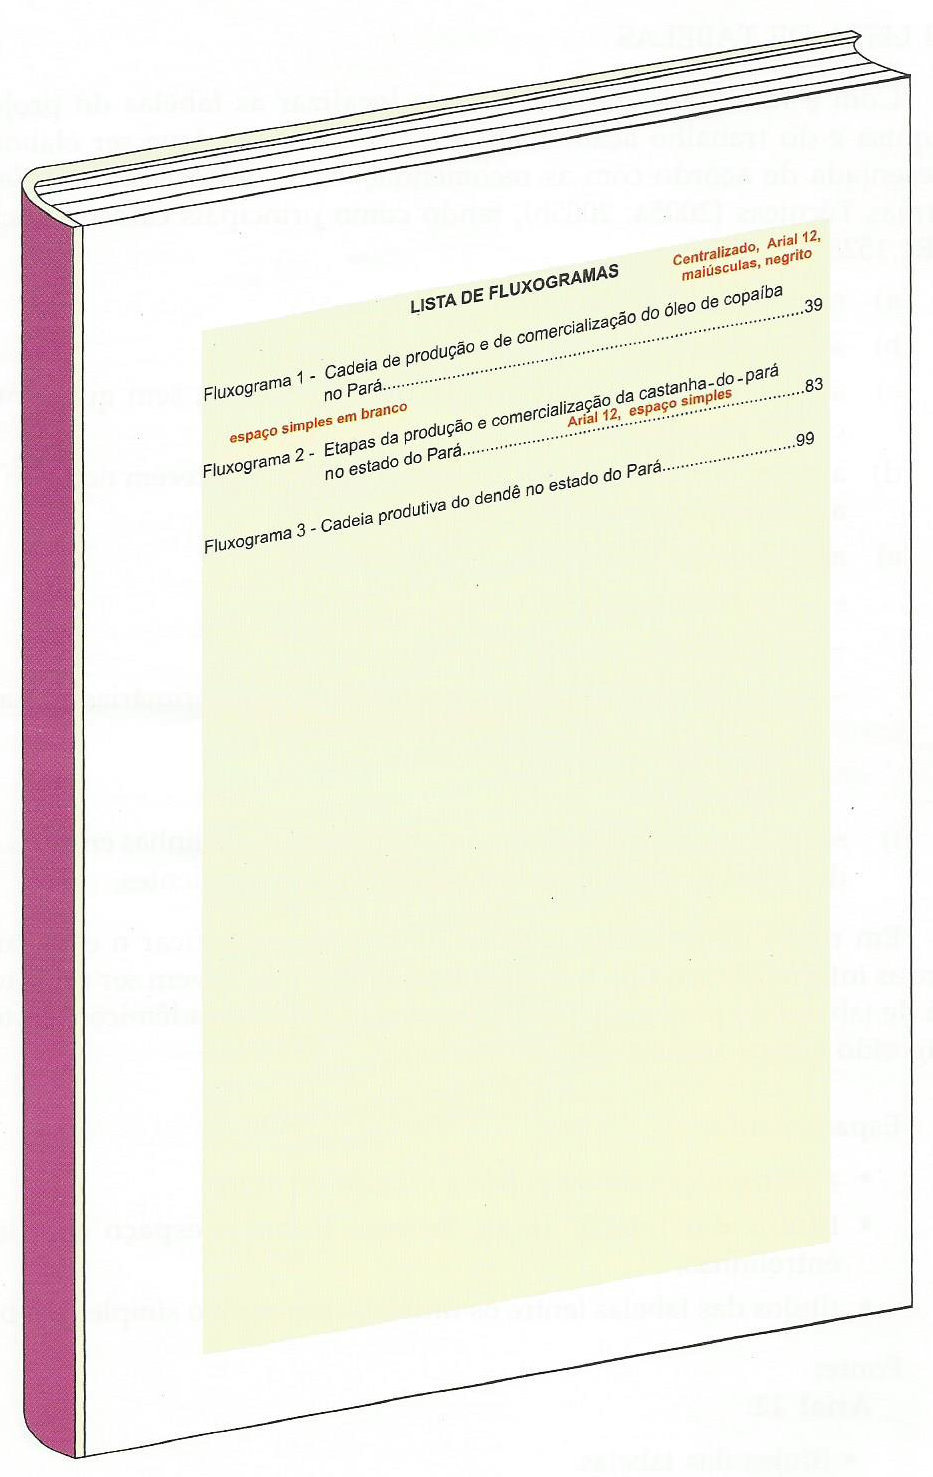 LISTA DE FLUXOGRAMAS
Centralizado, Arial 12,
maiúsculas, negrito
Fluxograma 1 - Cadeia de produção e de comercialização do óleo de copaíba
no Pará....................39
espaço simples em branco
Fluxograma 2 - Etapas da produção e comercialização da castanha-do-pará
Arial 12, espaço simples
no estado do Pará....................83
Fluxograma 3 - Cadeia produtiva do dendê no estado do Pará....................99